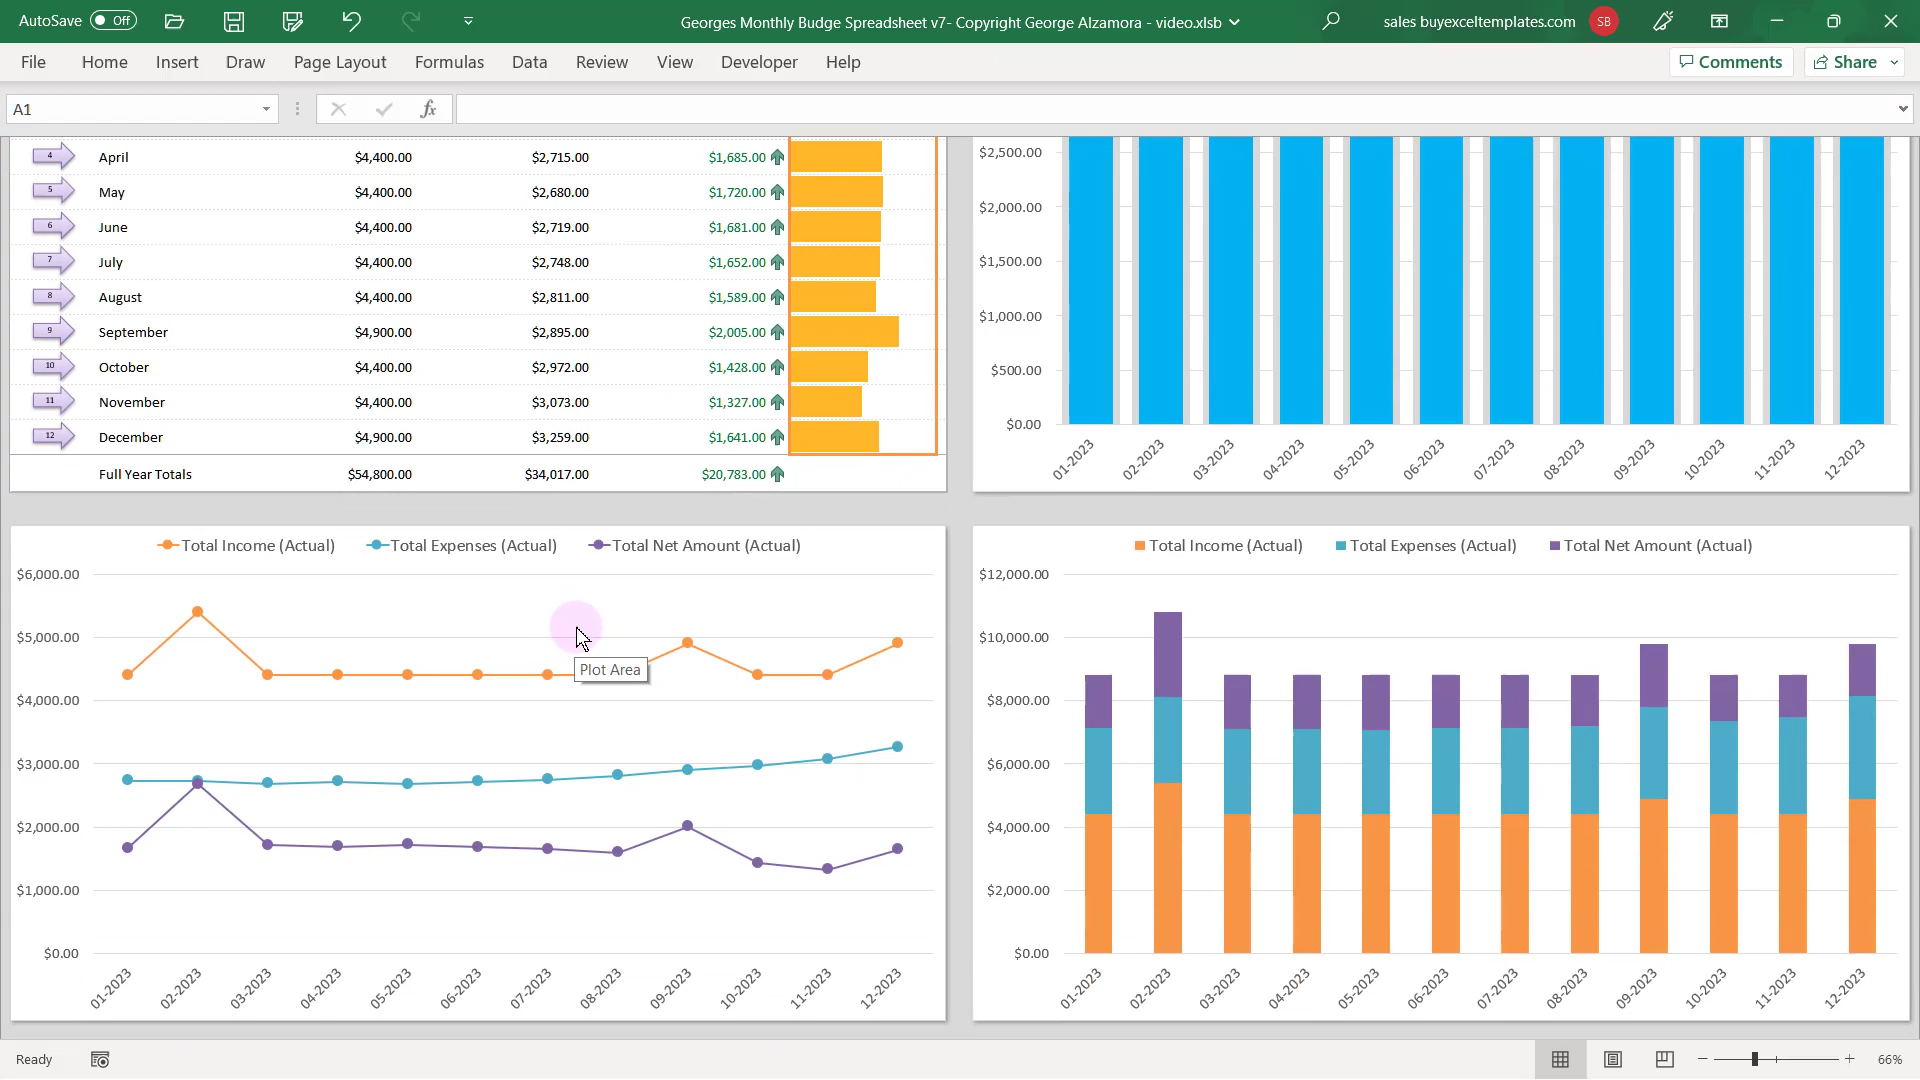 AutoSave Off Georges Monthly Budge Spreadsheet v7- Copyright George Alzamora - video.xlsb sales buyexceltemplates.com SB
File Home Insert Draw Page Layout Formulas Data Review View Developer Help Comments Share
A1 fx
4 April $4,400.00 $2,715.00 $1,685.00
5 May $4,400.00 $2,680.00 $1,720.00
6 June $4,400.00 $2,719.00 $1,681.00
7 July $4,400.00 $2,748.00 $1,652.00
8 August $4,400.00 $2,811.00 $1,589.00
9 September $4,900.00 $2,895.00 $2,005.00
10 October $4,400.00 $2,972.00 $1,428.00
11 November $4,400.00 $3,073.00 $1,327.00
12 December $4,900.00 $3,259.00 $1,641.00
Full Year Totals $54,800.00 $34,017.00 $20,783.00
$2,500.00
$2,000.00
$1,500.00
$1,000.00
$500.00
$0.00
01-2023 02-2023 03-2023 04-2023 05-2023 06-2023 07-2023 08-2023 09-2023 10-2023 11-2023 12-2023
Total Income (Actual) Total Expenses (Actual) Total Net Amount (Actual)
$6,000.00
$5,000.00
Plot Area
$4,000.00
$3,000.00
$2,000.00
$1,000.00
$0.00
01-2023 02-2023 03-2023 04-2023 05-2023 06-2023 07-2023 08-2023 09-2023 10-2023 11-2023 12-2023
Total Income (Actual) Total Expenses (Actual) Total Net Amount (Actual)
$12,000.00
$10,000.00
$8,000.00
$6,000.00
$4,000.00
$2,000.00
$0.00
01-2023 02-2023 03-2023 04-2023 05-2023 06-2023 07-2023 08-2023 09-2023 10-2023 11-2023 12-2023
Ready 66%